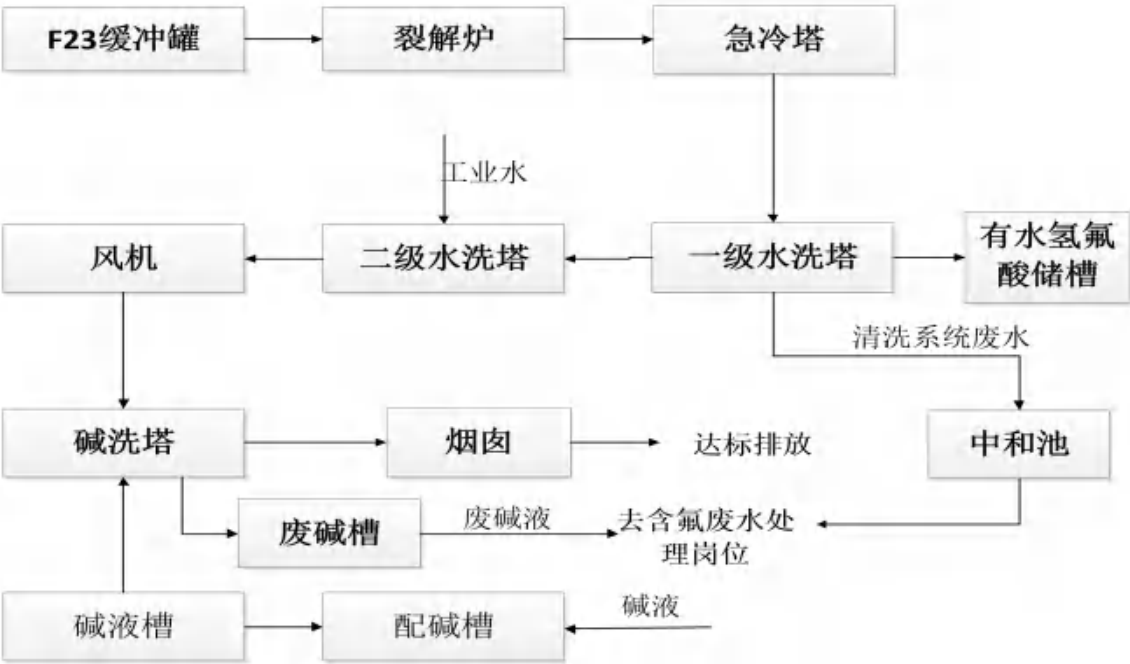 F23缓冲罐
裂解炉
急冷塔
工业水
风机
二级水洗塔
一级水洗塔
有水氢氟
酸储槽
清洗系统废水
碱洗塔
烟囱
达标排放
中和池
废碱槽
废碱液
去含氟废水处
理岗位
碱液槽
配碱槽
碱液